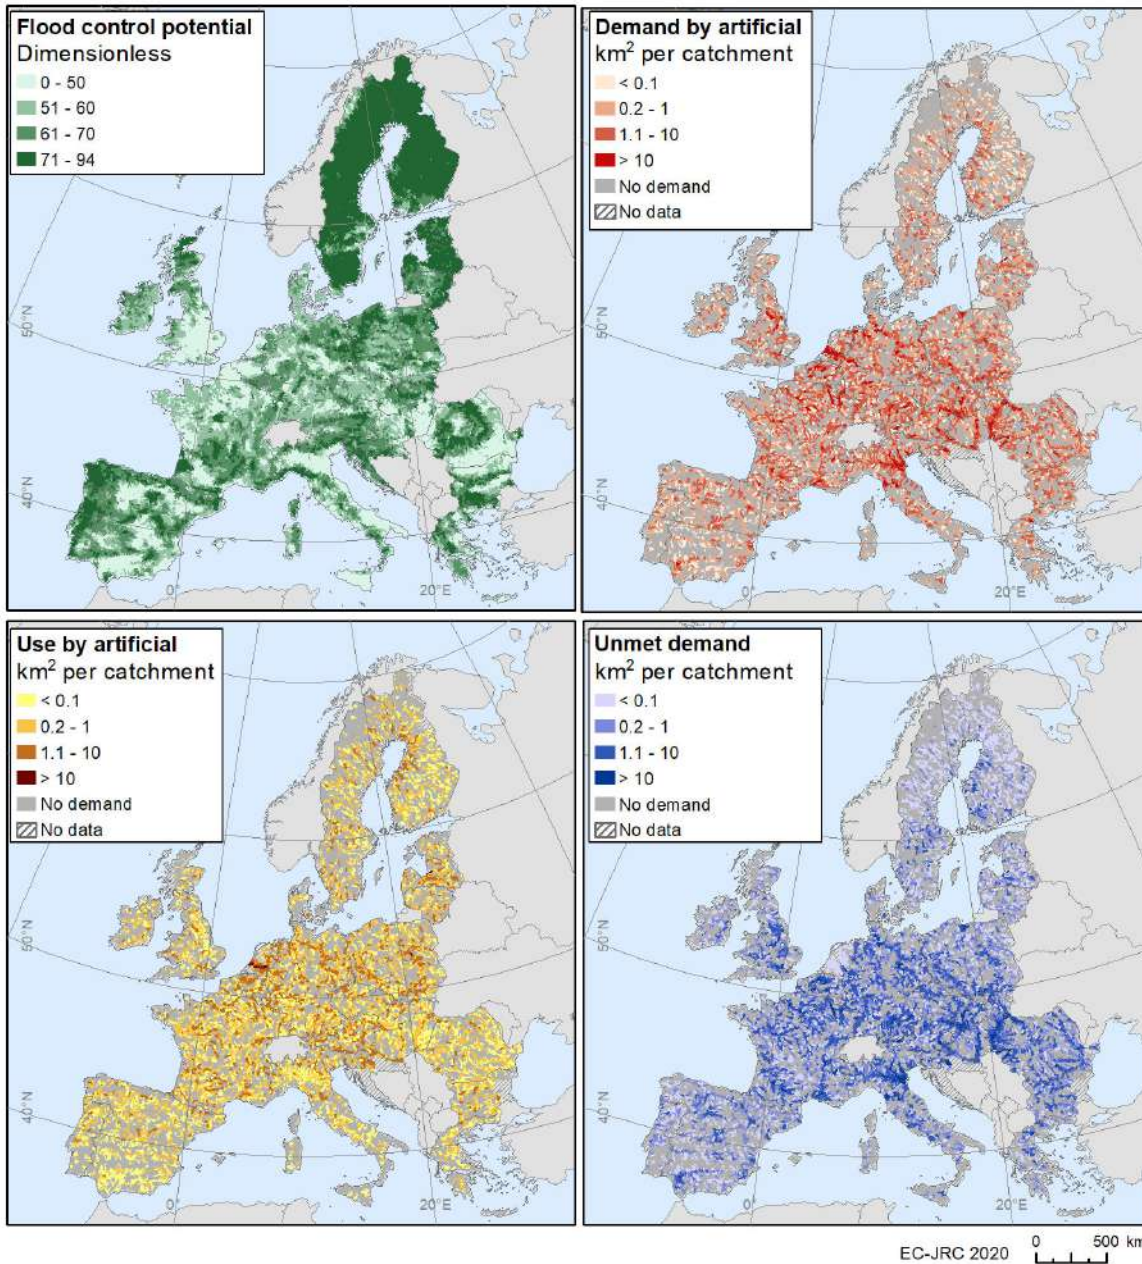 Flood control potential
Dimensionless
0 - 50
51 - 60
61 - 70
71 - 94
50°N
40°N
0°
20°E
Demand by artificial
km² per catchment
< 0.1
0.2 - 1
1.1 - 10
> 10
No demand
No data
50°N
40°N
0°
20°E
Use by artificial
km² per catchment
< 0.1
0.2 - 1
1.1 - 10
> 10
No demand
No data
50°N
40°N
0°
20°E
Unmet demand
km² per catchment
< 0.1
0.2 - 1
1.1 - 10
> 10
No demand
No data
50°N
40°N
0°
20°E
EC-JRC 2020
0 500 km